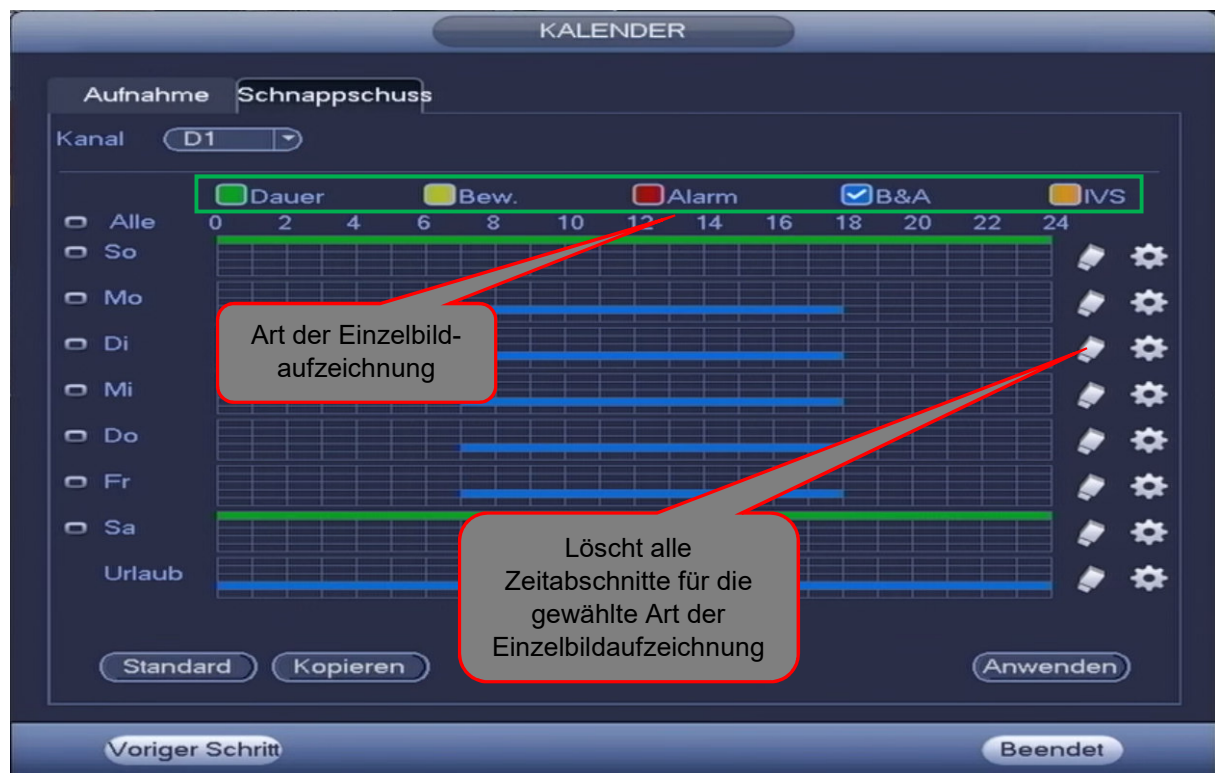 KALENDER
Aufnahme Schnappschuss
Kanal D1
Dauer Bew. Alarm B&A IVS
Alle 0 2 4 6 8 10 12 14 16 18 20 22 24
So
Mo
Art der Einzelbild-
aufzeichnung
Di
Mi
Do
Fr
Sa
Löscht alle
Zeitabschnitte für die
gewählte Art der
Einzelbildaufzeichnung
Urlaub
Standard Kopieren Anwenden
Voriger Schritt Beendet